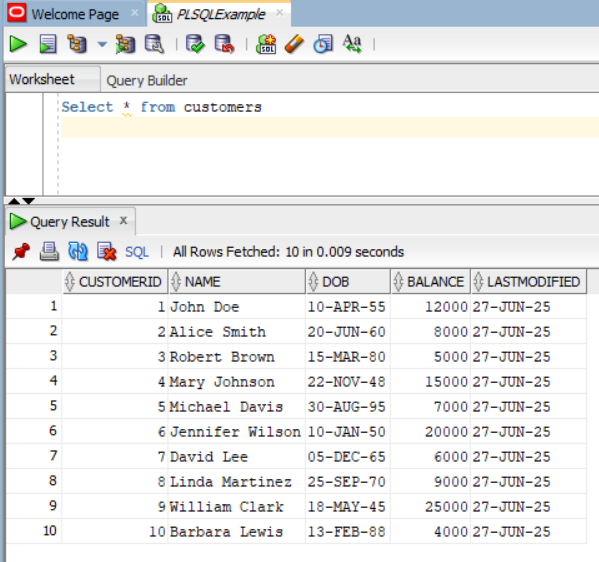 Welcome Page × PLSQLExample ×
Worksheet Query Builder
Select * from customers
Query Result ×
SQL | All Rows Fetched: 10 in 0.009 seconds
CUSTOMERID NAME DOB BALANCE LASTMODIFIED
1 1 John Doe 10-APR-55 12000 27-JUN-25
2 2 Alice Smith 20-JUN-60 8000 27-JUN-25
3 3 Robert Brown 15-MAR-80 5000 27-JUN-25
4 4 Mary Johnson 22-NOV-48 15000 27-JUN-25
5 5 Michael Davis 30-AUG-95 7000 27-JUN-25
6 6 Jennifer Wilson 10-JAN-50 20000 27-JUN-25
7 7 David Lee 05-DEC-65 6000 27-JUN-25
8 8 Linda Martinez 25-SEP-70 9000 27-JUN-25
9 9 William Clark 18-MAY-45 25000 27-JUN-25
10 10 Barbara Lewis 13-FEB-88 4000 27-JUN-25